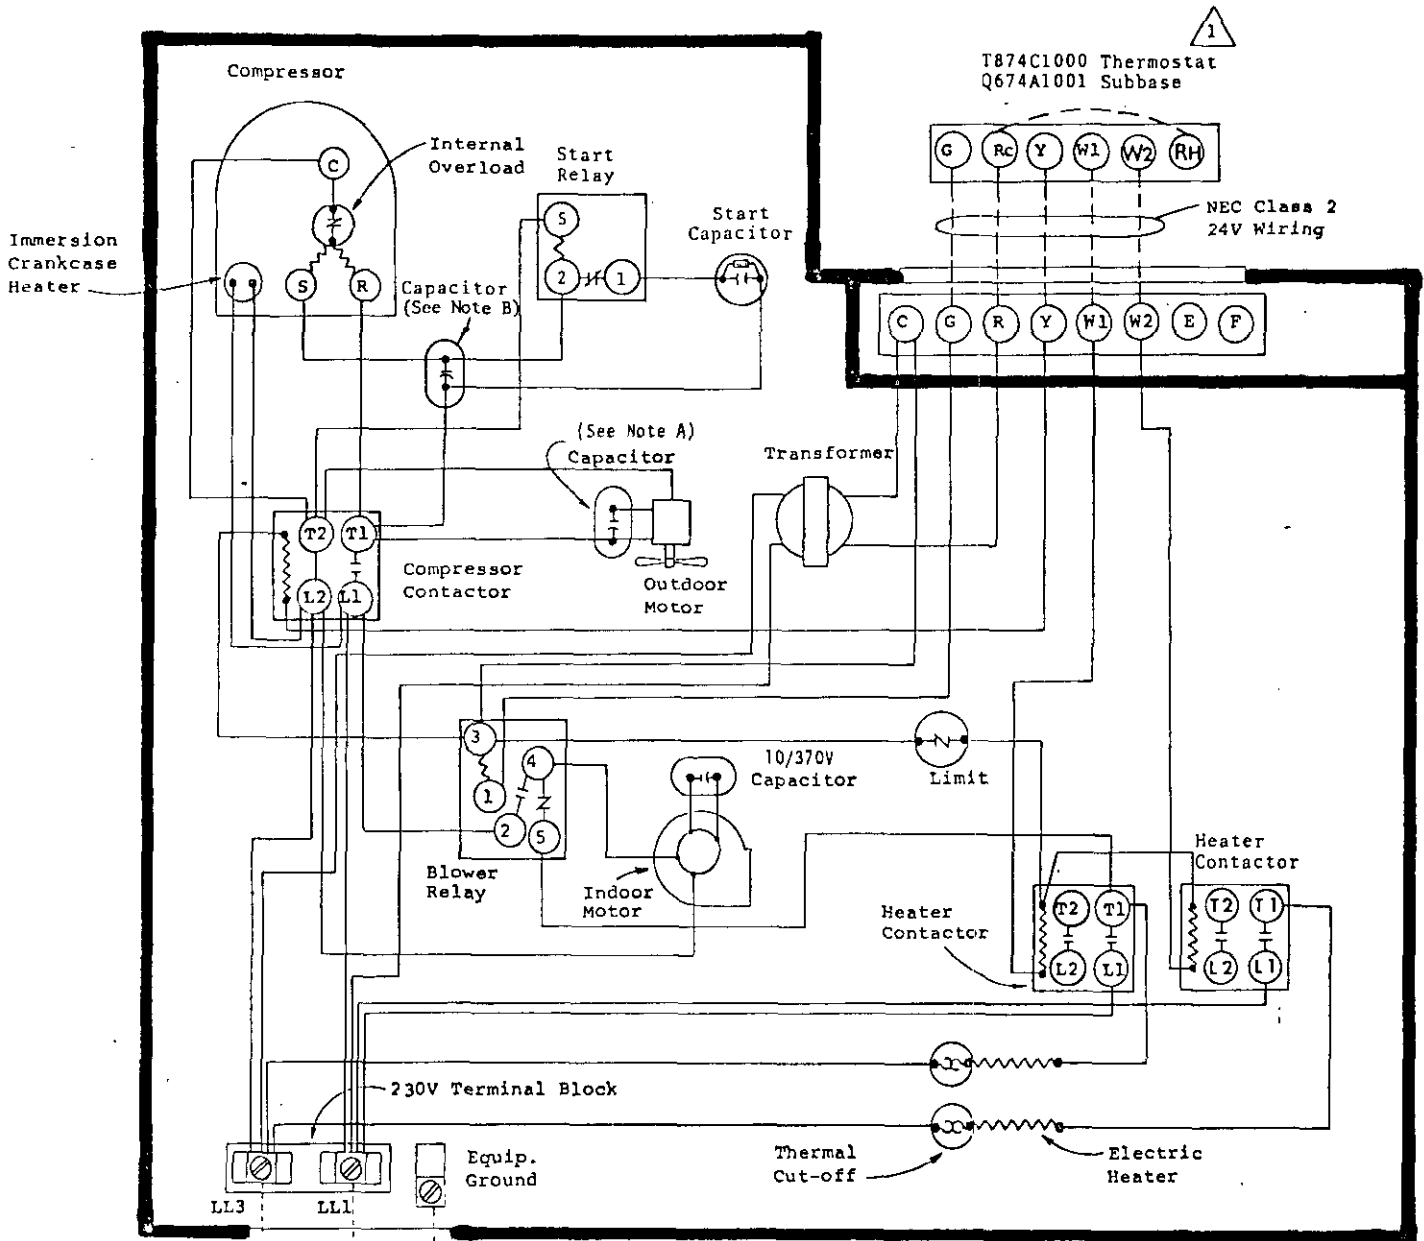 1
T874C1000 Thermostat
Q674A1001 Subbase
Compressor
Internal
Overload
Start
Relay
Start
Capacitor
G Rc Y W1 W2 RH
NEC Class 2
24V Wiring
Immersion
Crankcase
Heater
C
S R
S
2 1
Capacitor
(See Note B)
C G R Y W1 W2 E F
(See Note A)
Capacitor
Transformer
T2 T1
L2 L1
Compressor
Contactor
Outdoor
Motor
3
4
1
2
5
Blower
Relay
10/370V
Capacitor
Limit
Indoor
Motor
Heater
Contactor
T2 T1
L2 L1
Heater
Contactor
T2 T1
L2 L1
230V Terminal Block
Equip.
Ground
LL3 LL1
Thermal
Cut-off
Electric
Heater